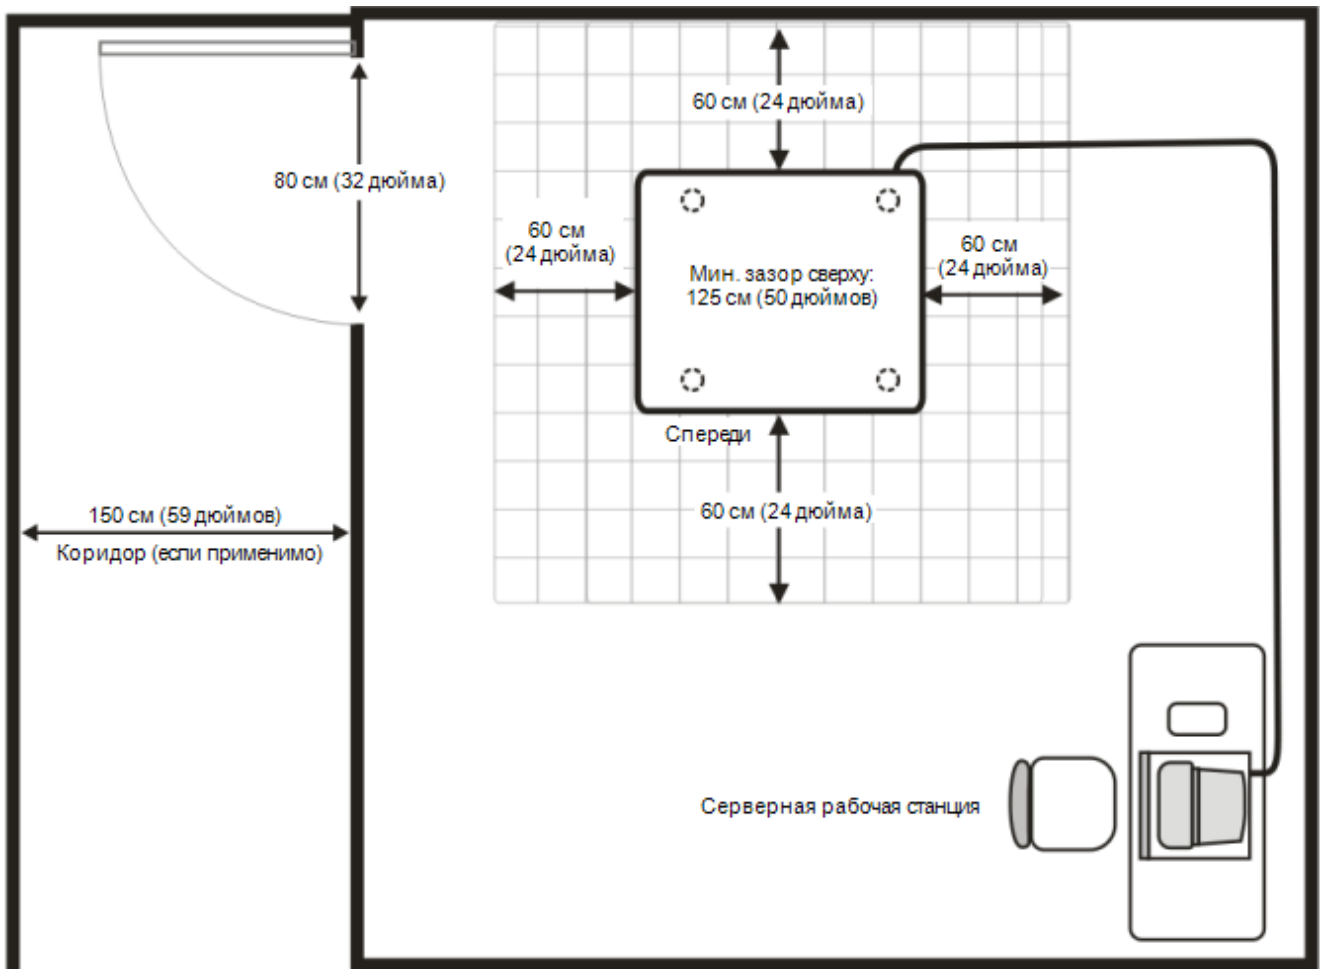 60 см (24 дюйма)
80 см (32 дюйма)
60 см
(24 дюйма)
60 см
(24 дюйма)
Мин. зазор сверху:
125 см (50 дюймов)
Спереди
60 см (24 дюйма)
150 см (59 дюймов)
Коридор (если применимо)
Серверная рабочая станция